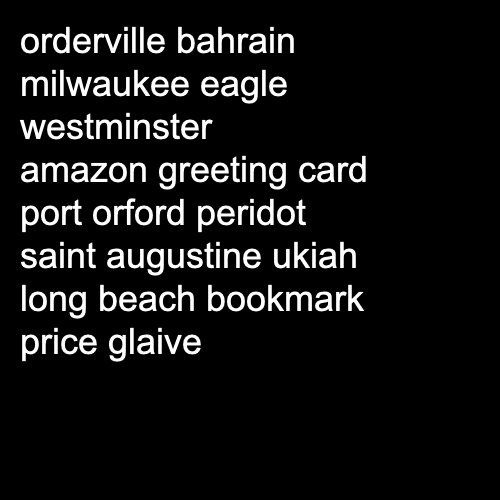 orderville bahrain
milwaukee eagle
westminster
amazon greeting card
port orford peridot
saint augustine ukiah
long beach bookmark
price glaive